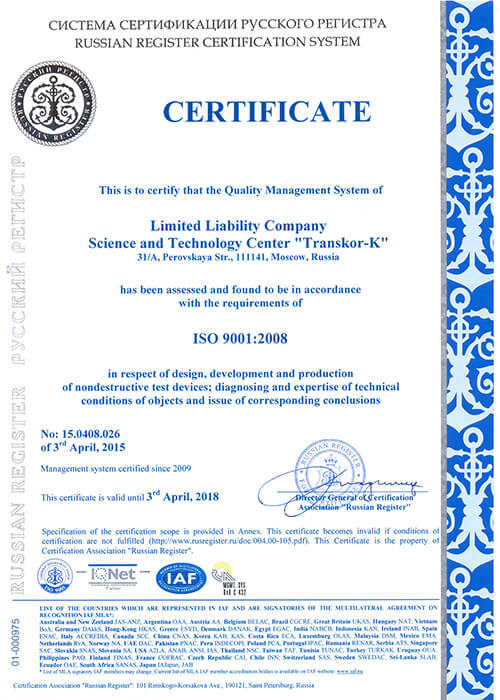 СИСТЕМА СЕРТИФИКАЦИИ РУССКОГО РЕГИСТРА
RUSSIAN REGISTER CERTIFICATION SYSTEM
РУССКИЙ РЕГИСТР
RUSSIAN REGISTER
CERTIFICATE
This is to certify that the Quality Management System of
Limited Liability Company
Science and Technology Center "Transkor-K"
31/A, Perovskaya Str., 111141, Moscow, Russia
has been assessed and found to be in accordance
with the requirements of
ISO 9001:2008
in respect of design, development and production
of nondestructive test devices; diagnosing and expertise of technical
conditions of objects and issue of corresponding conclusions
No: 15.0408.026
of 3rd April, 2015
Management system certified since 2009
This certificate is valid until 3rd April, 2018
RUSSIAN REGISTER
Director General of Certification
Association "Russian Register"
Specification of the certification scope is provided in Annex. This certificate becomes invalid if conditions of
certification are not fulfilled (http://www.rusregister.ru/doc/004.00-105.pdf). This Certificate is the property of
Certification Association "Russian Register".
ISO 9001
IQNet
Partner
IAF
MGMT. SYS.
RvA C 432
LIST OF THE COUNTRIES WHICH ARE REPRESENTED IN IAF AND ARE SIGNATORIES OF THE MULTILATERAL AGREEMENT ON
RECOGNITION IAF MLA*:
Australia and New Zealand JAS-ANZ, Argentina OAA, Austria AA, Belgium BELAC, Brazil CGCRE, Great Britain UKAS, Hungary NAT, Vietnam
BoA, Germany DAkkS, Hong-Kong HKAS, Greece ESYD, Denmark DANAK, Egypt EGAC, India NABCB, Indonesia KAN, Ireland INAB, Spain
ENAC, Italy ACCREDIA, Canada SCC, China CNAS, Korea KAB, KAS, Costa Rica ECA, Luxemburg OLAS, Malaysia DSM, Mexico EMA,
Netherlands RvA, Norway NA, UAE DAC, Pakistan PNAC, Peru INDECOPI, Poland PCA, Portugal IPAC, Rumania RENAR, Serbia ATS, Singapore
SAC, Slovakia SNAS, Slovenia SA, USA A2LA, ANAB, ANSI, IAS, Thailand NSC, Taiwan TAF, Tunisia TUNAC, Turkey TURKAK, Uruguay OUA,
Philippines PAO, Finland FINAS, France COFRAC, Czech Republic CAI, Chile INN; Switzerland SAS, Sweden SWEDAC, Sri-Lanka SLAB,
Ecuador OAE, South Africa SANAS, Japan IAJapan, JAB
* List of MLA signatory IAF members may change. Current list of MLA IAF member accreditation bodies is available on IAF website: www.iaf.nu
Certification Association "Russian Register": 101 Rimskogo-Korsakova Ave., 190121, Saint Petersburg, Russia
РУССКИЙ РЕГИСТР
RUSSIAN REGISTER
01-000975